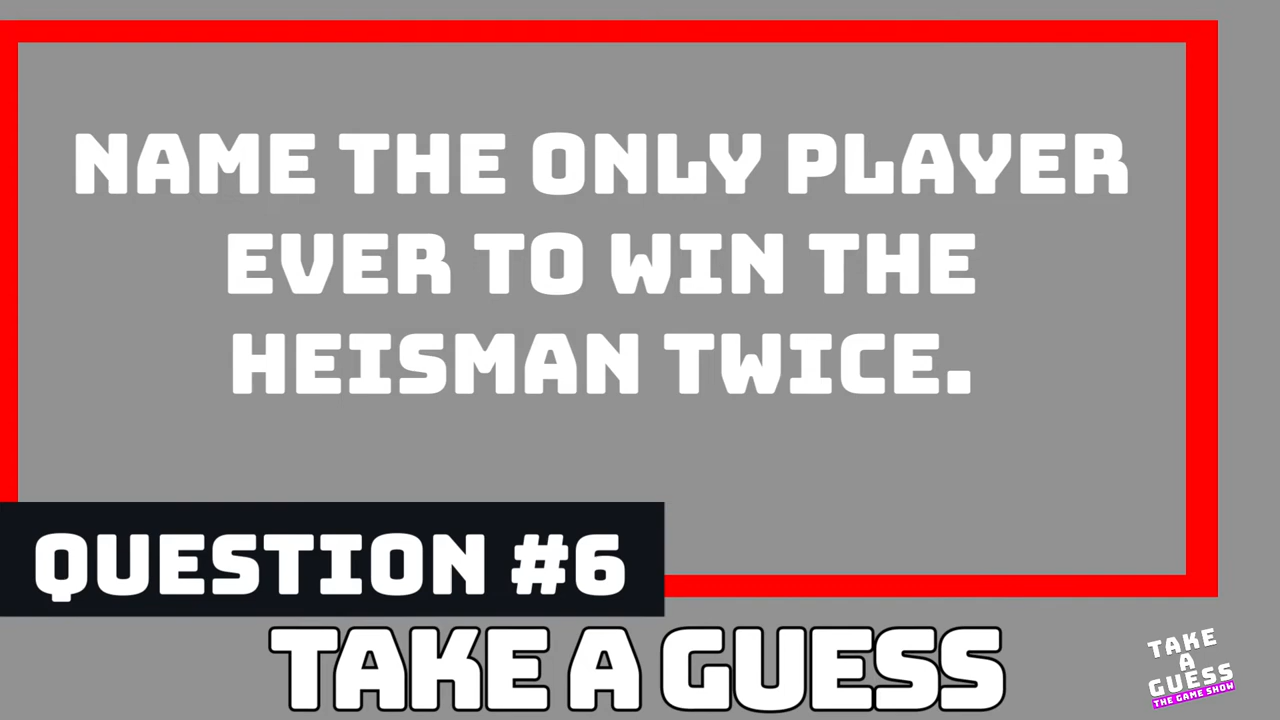 NAME THE ONLY PLAYER
EVER TO WIN THE
HEISMAN TWICE.
QUESTION #6
TAKE A GUESS
TAKE
A
GUESS
THE GAME SHOW